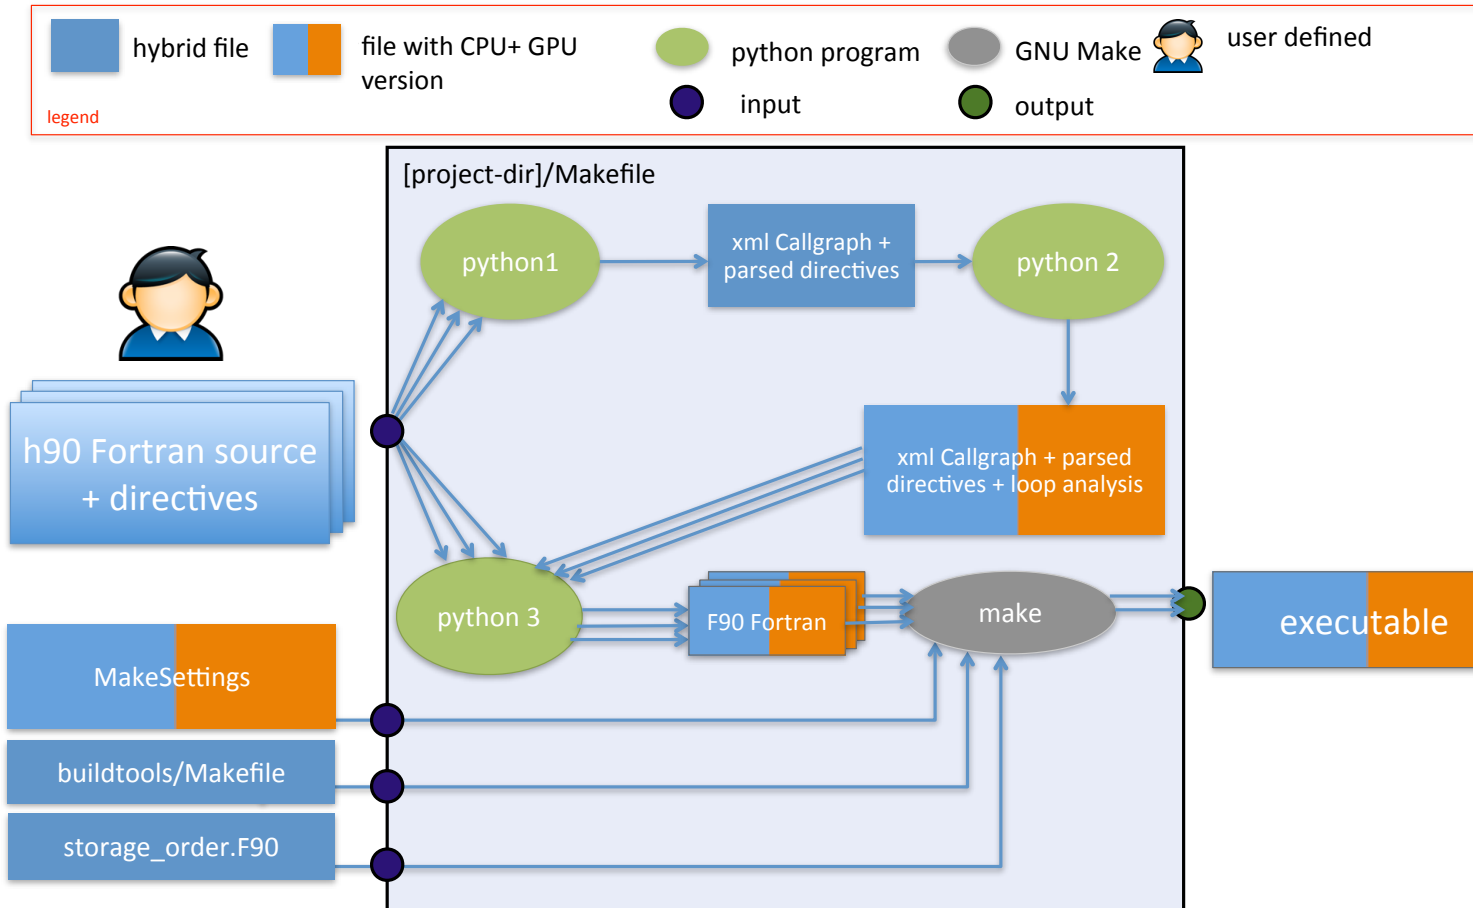 hybrid file
file with CPU+ GPU
version
python program
GNU Make
user defined
input
output
legend
[project-dir]/Makefile
python1
xml Callgraph +
parsed directives
python 2
h90 Fortran source
+ directives
xml Callgraph + parsed
directives + loop analysis
python 3
F90 Fortran
make
executable
MakeSettings
buildtools/Makefile
storage_order.F90